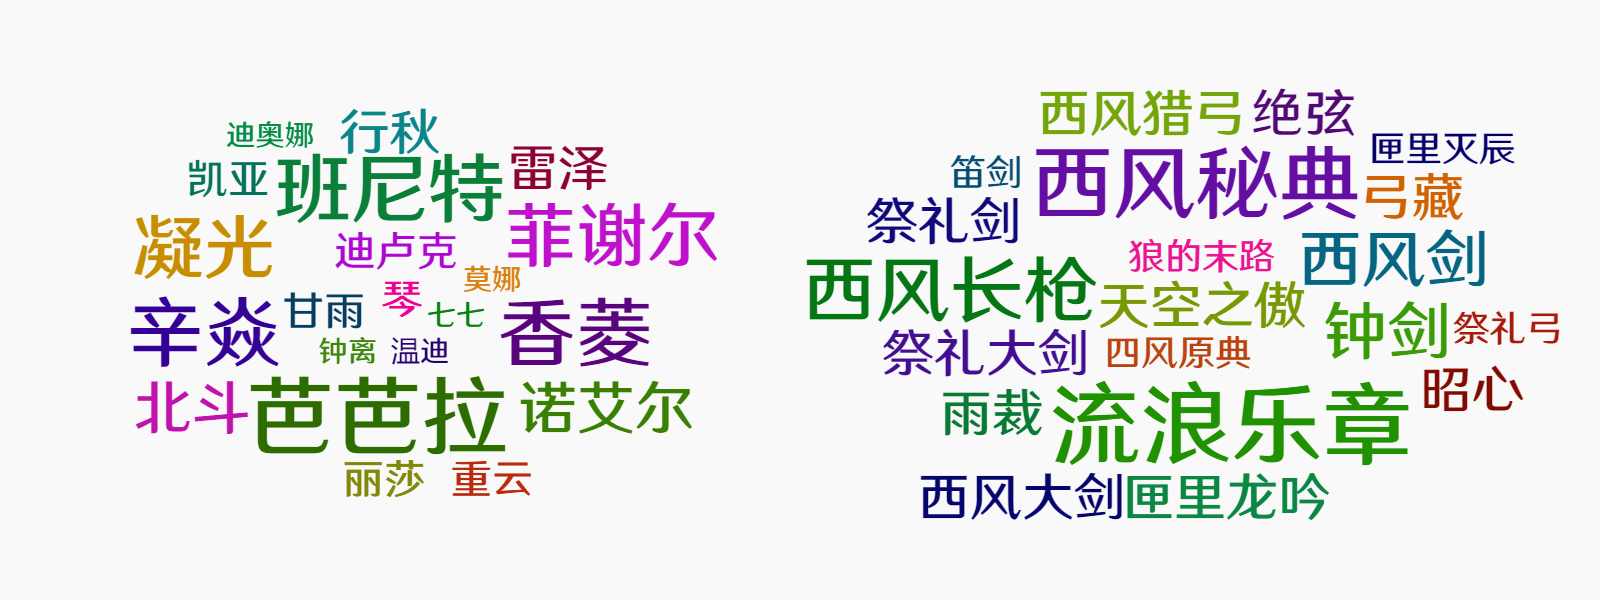 迪奥娜
行秋
凯亚
班尼特
雷泽
凝光
迪卢克
菲谢尔
莫娜
辛焱
甘雨
琴
七七
香菱
钟离
温迪
北斗
芭芭拉
诺艾尔
丽莎
重云
西风猎弓
绝弦
匣里灭辰
笛剑
西风秘典
弓藏
祭礼剑
狼的末路
西风剑
西风长枪
天空之傲
钟剑
祭礼弓
祭礼大剑
四风原典
昭心
雨裁
流浪乐章
西风大剑
匣里龙吟